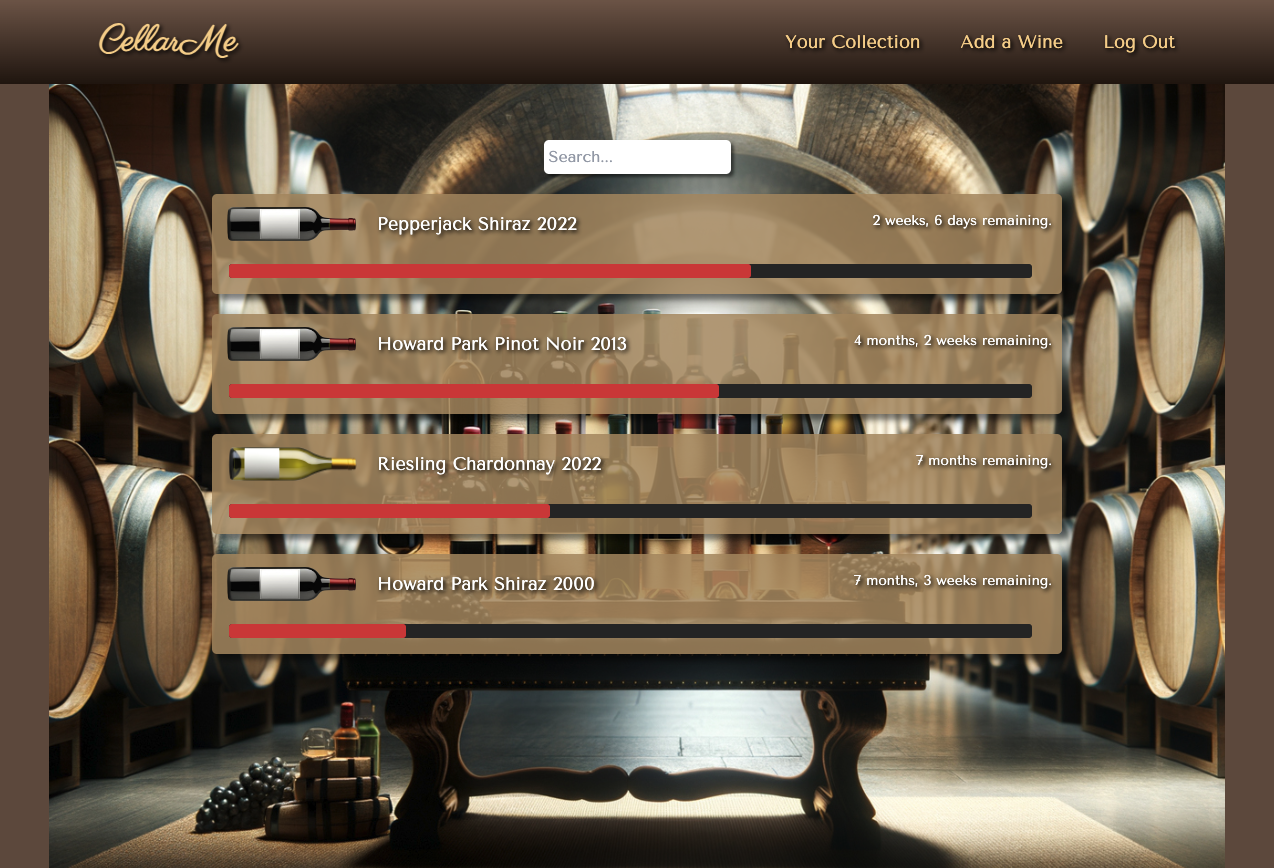 CellarMe
Your Collection
Add a Wine
Log Out
Search...
Pepperjack Shiraz 2022
2 weeks, 6 days remaining.
Howard Park Pinot Noir 2013
4 months, 2 weeks remaining.
Riesling Chardonnay 2022
7 months remaining.
Howard Park Shiraz 2000
7 months, 3 weeks remaining.